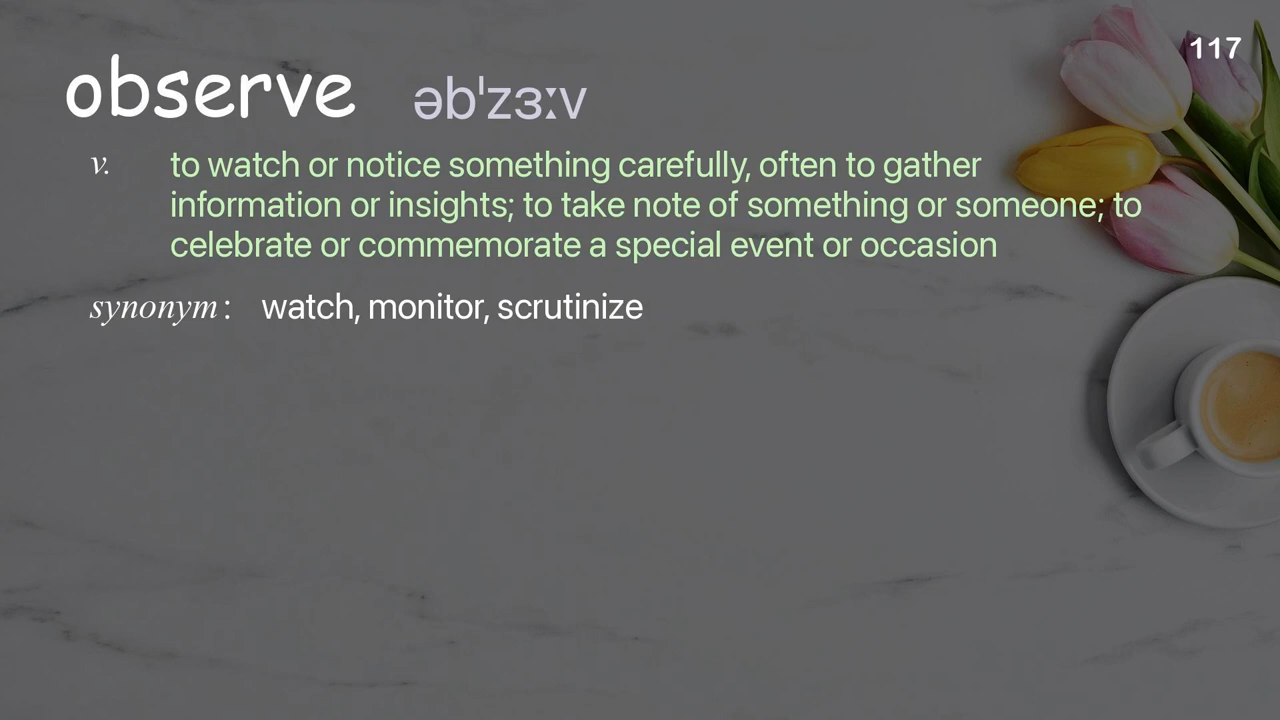 117
observe əbˈzɜːv
v. to watch or notice something carefully, often to gather
information or insights; to take note of something or someone; to
celebrate or commemorate a special event or occasion
synonym : watch, monitor, scrutinize